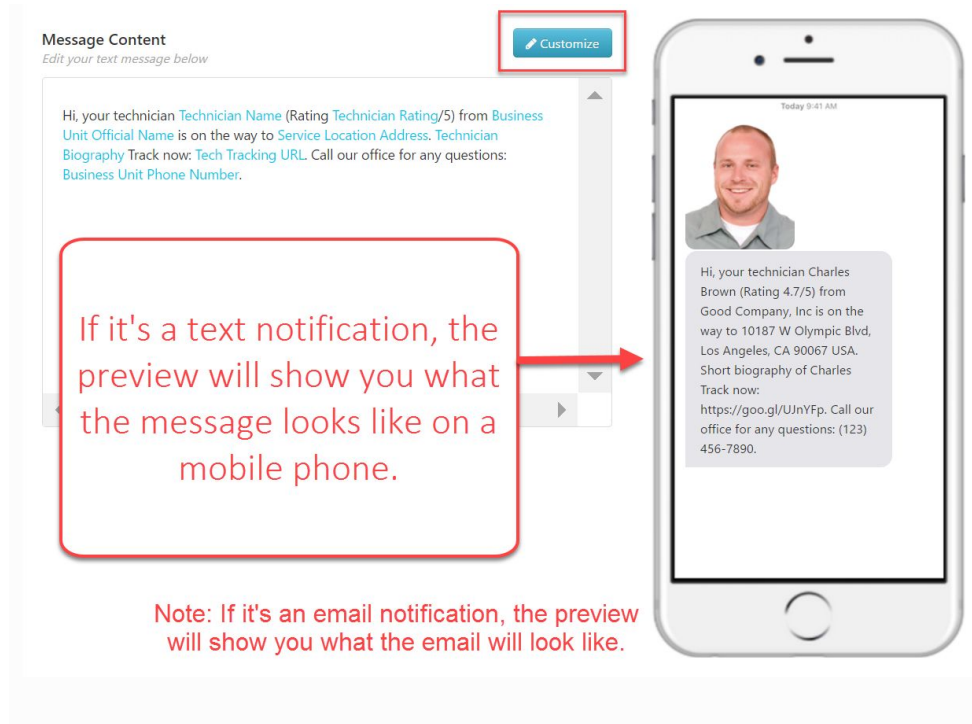 Message Content
Customize
Edit your text message below
Hi, your technician Technician Name (Rating Technician Rating/5) from Business
Unit Official Name is on the way to Service Location Address. Technician
Biography Track now: Tech Tracking URL. Call our office for any questions:
Business Unit Phone Number.
If it's a text notification, the
preview will show you what
the message looks like on a
mobile phone.
Note: If it's an email notification, the preview
will show you what the email will look like.
Today 9:41 AM
Hi, your technician Charles
Brown (Rating 4.7/5) from
Good Company, Inc is on the
way to 10187 W Olympic Blvd,
Los Angeles, CA 90067 USA.
Short biography of Charles
Track now:
https://goo.gl/UJnYFp. Call our
office for any questions: (123)
456-7890.